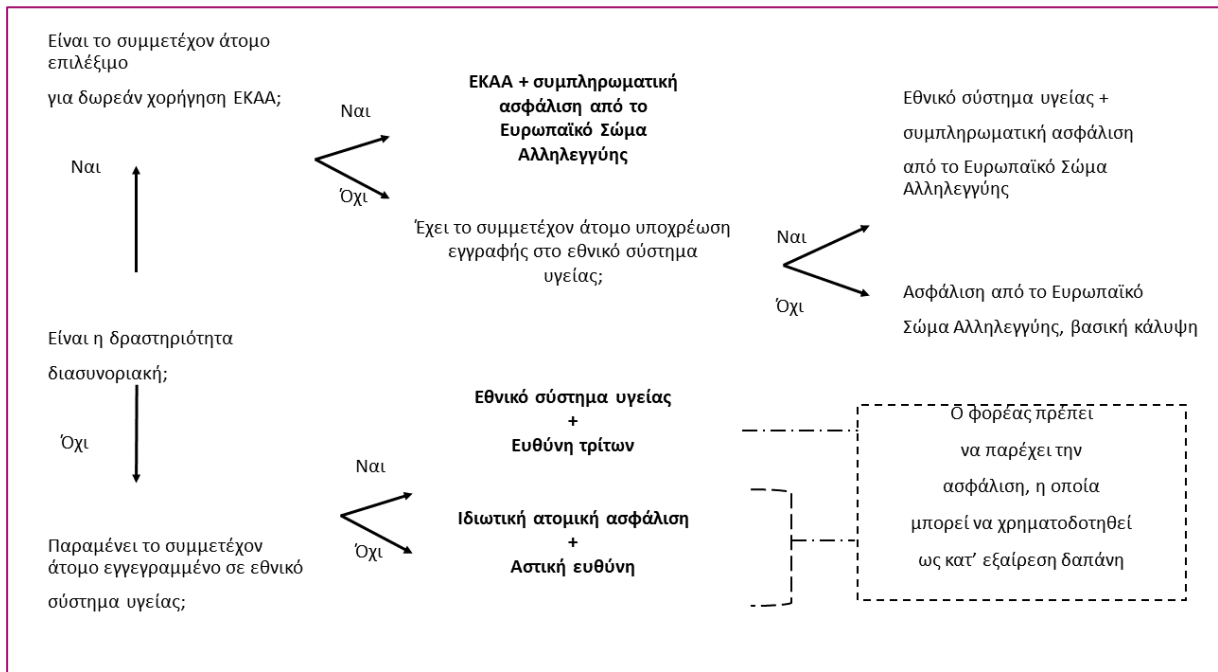 Είναι το συμμετέχον άτομο
επιλέξιμο
για δωρεάν χορήγηση ΕΚΑΑ;
Ναι
Ναι
Όχι
ΕΚΑΑ + συμπληρωματική
ασφάλιση από το
Ευρωπαϊκό Σώμα
Αλληλεγγύης
Έχει το συμμετέχον άτομο υποχρέωση
εγγραφής στο εθνικό σύστημα
υγείας;
Ναι
Όχι
Εθνικό σύστημα υγείας +
συμπληρωματική ασφάλιση
από το Ευρωπαϊκό Σώμα
Αλληλεγγύης
Ασφάλιση από το Ευρωπαϊκό
Σώμα Αλληλεγγύης, βασική κάλυψη
Είναι η δραστηριότητα
διασυνοριακή;
Όχι
Παραμένει το συμμετέχον
άτομο εγγεγραμμένο σε εθνικό
σύστημα υγείας;
Ναι
Όχι
Εθνικό σύστημα υγείας
+
Ευθύνη τρίτων
Ιδιωτική ατομική ασφάλιση
+
Αστική ευθύνη
Ο φορέας πρέπει
να παρέχει την
ασφάλιση, η οποία
μπορεί να χρηματοδοτηθεί
ως κατ’ εξαίρεση δαπάνη